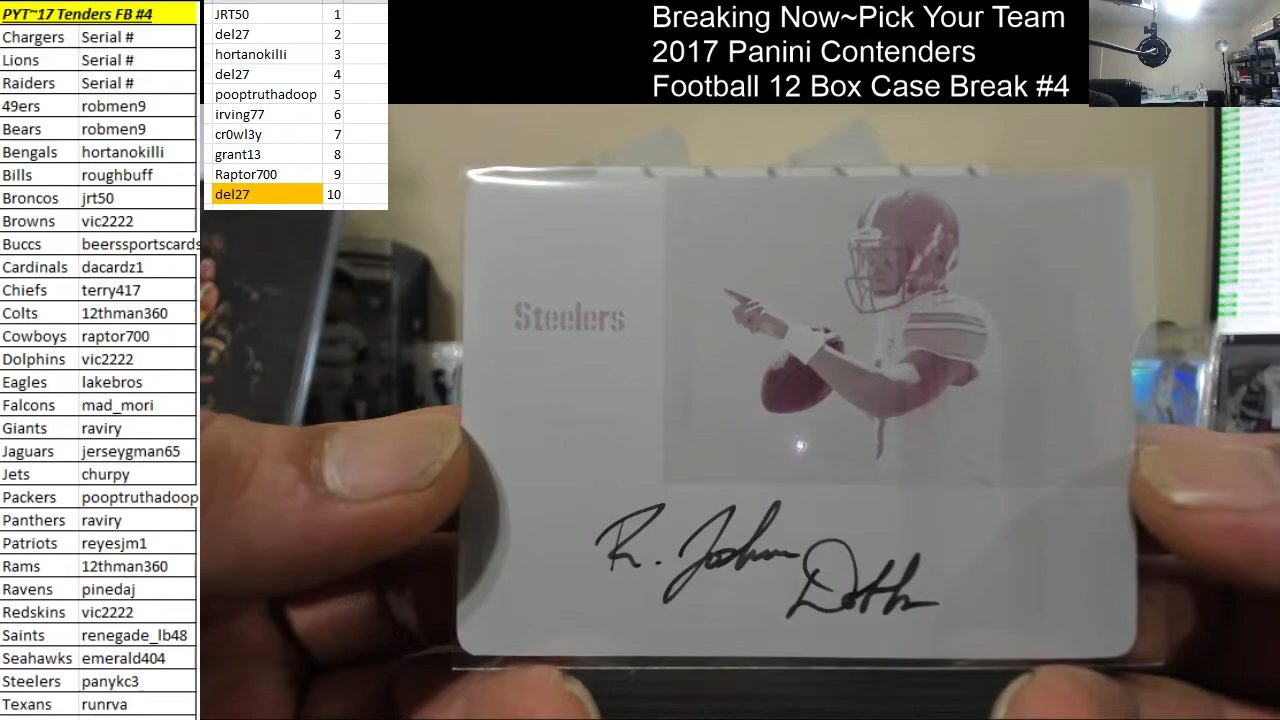 PYT~17 Tenders FB #4
Chargers Serial #
Lions Serial #
Raiders Serial #
49ers robmen9
Bears robmen9
Bengals hortanokilli
Bills roughbuff
Broncos jrt50
Browns vic2222
Buccs beerssportscards
Cardinals dacardz1
Chiefs terry417
Colts 12thman360
Cowboys raptor700
Dolphins vic2222
Eagles lakebros
Falcons mad_mori
Giants raviry
Jaguars jerseygman65
Jets churpy
Packers pooptruthadoop
Panthers raviry
Patriots reyesjm1
Rams 12thman360
Ravens pinedaj
Redskins vic2222
Saints renegade_lb48
Seahawks emerald404
Steelers panykc3
Texans runrva
JRT50 1
del27 2
hortanokilli 3
del27 4
pooptruthadoop 5
irving77 6
cr0wl3y 7
grant13 8
Raptor700 9
del27 10
Breaking Now~Pick Your Team
2017 Panini Contenders
Football 12 Box Case Break #4
Steelers
R. Joshua
Dobbs